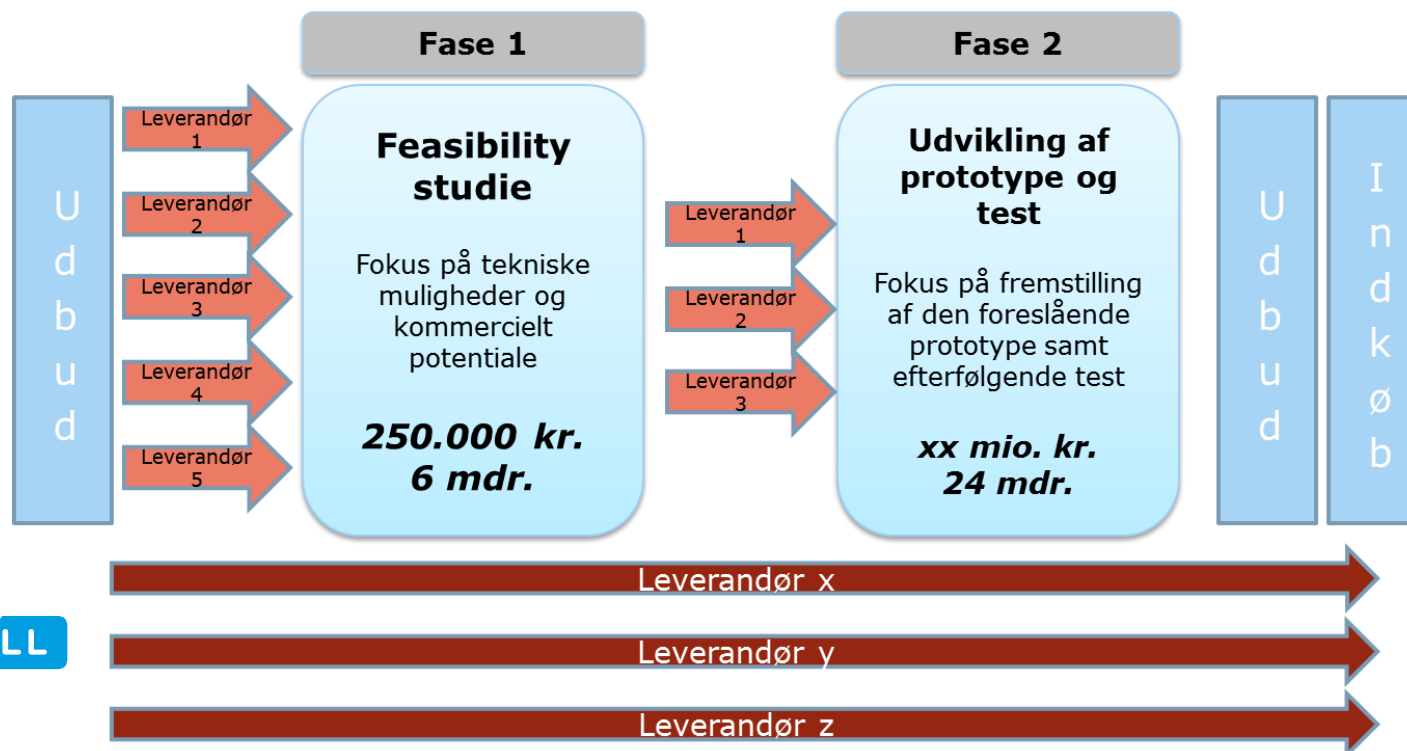 Fase 1
Fase 2
Udbud
Leverandør
1
Leverandør
2
Leverandør
3
Leverandør
4
Leverandør
5
Feasibility
studie
Fokus på tekniske
muligheder og
kommercielt
potentiale
250.000 kr.
6 mdr.
Leverandør
1
Leverandør
2
Leverandør
3
Udvikling af
prototype og
test
Fokus på fremstilling
af den foreslående
prototype samt
efterfølgende test
xx mio. kr.
24 mdr.
Udbud
Indkøb
Leverandør x
LL
Leverandør y
Leverandør z